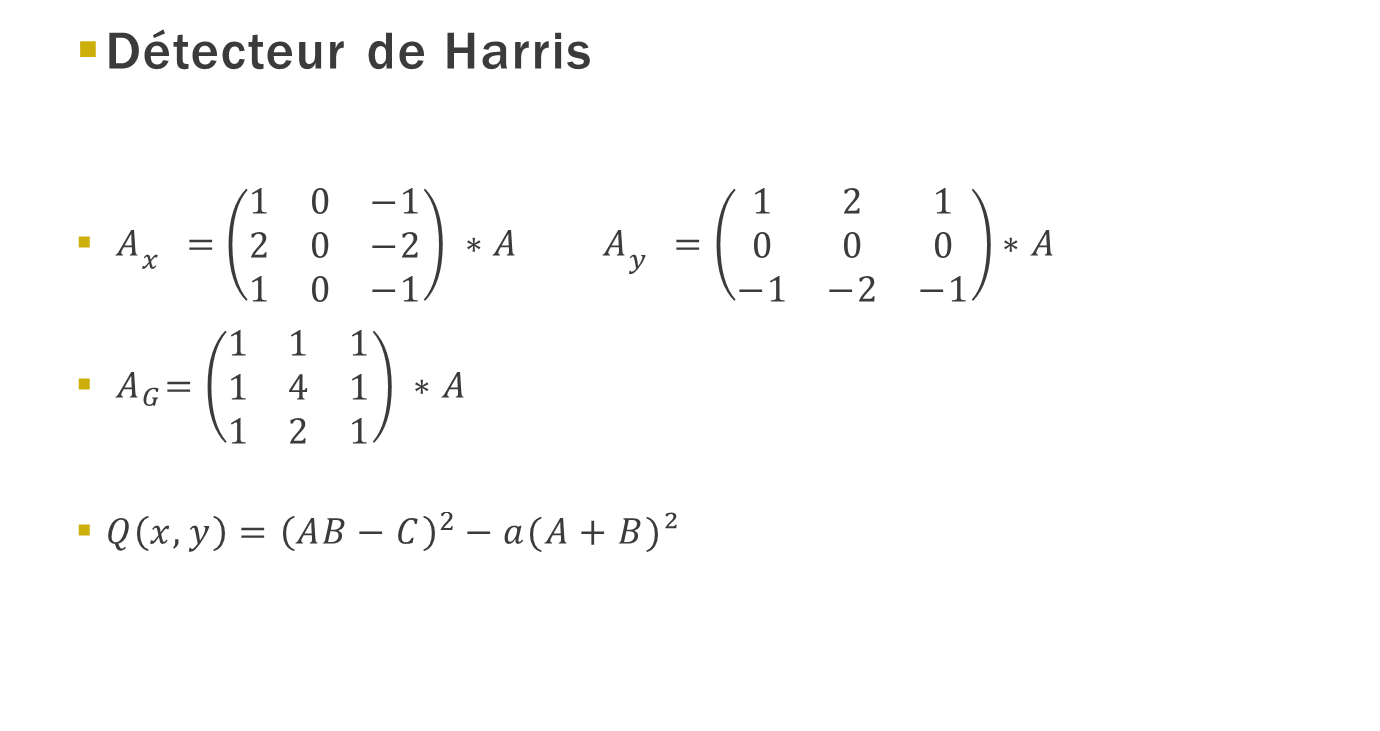 ▪ Détecteur de Harris
1 0 −1 1 2 1
▪ A_x = ( 2 0 −2 ) ∗ A A_y = ( 0 0 0 ) ∗ A
1 0 −1 −1 −2 −1
1 1 1
▪ A_G = ( 1 4 1 ) ∗ A
1 2 1
▪ Q(x, y) = (AB − C)² − a(A + B)²